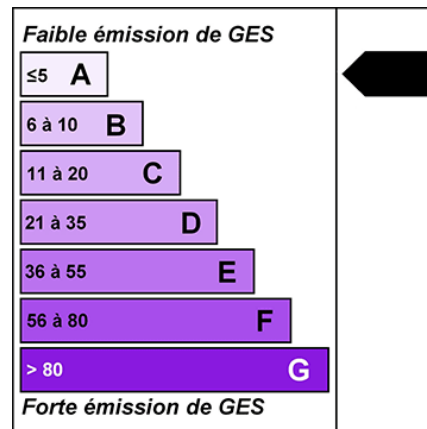 Faible émission de GES
≤5 A
6 à 10 B
11 à 20 C
21 à 35 D
36 à 55 E
56 à 80 F
> 80 G
Forte émission de GES